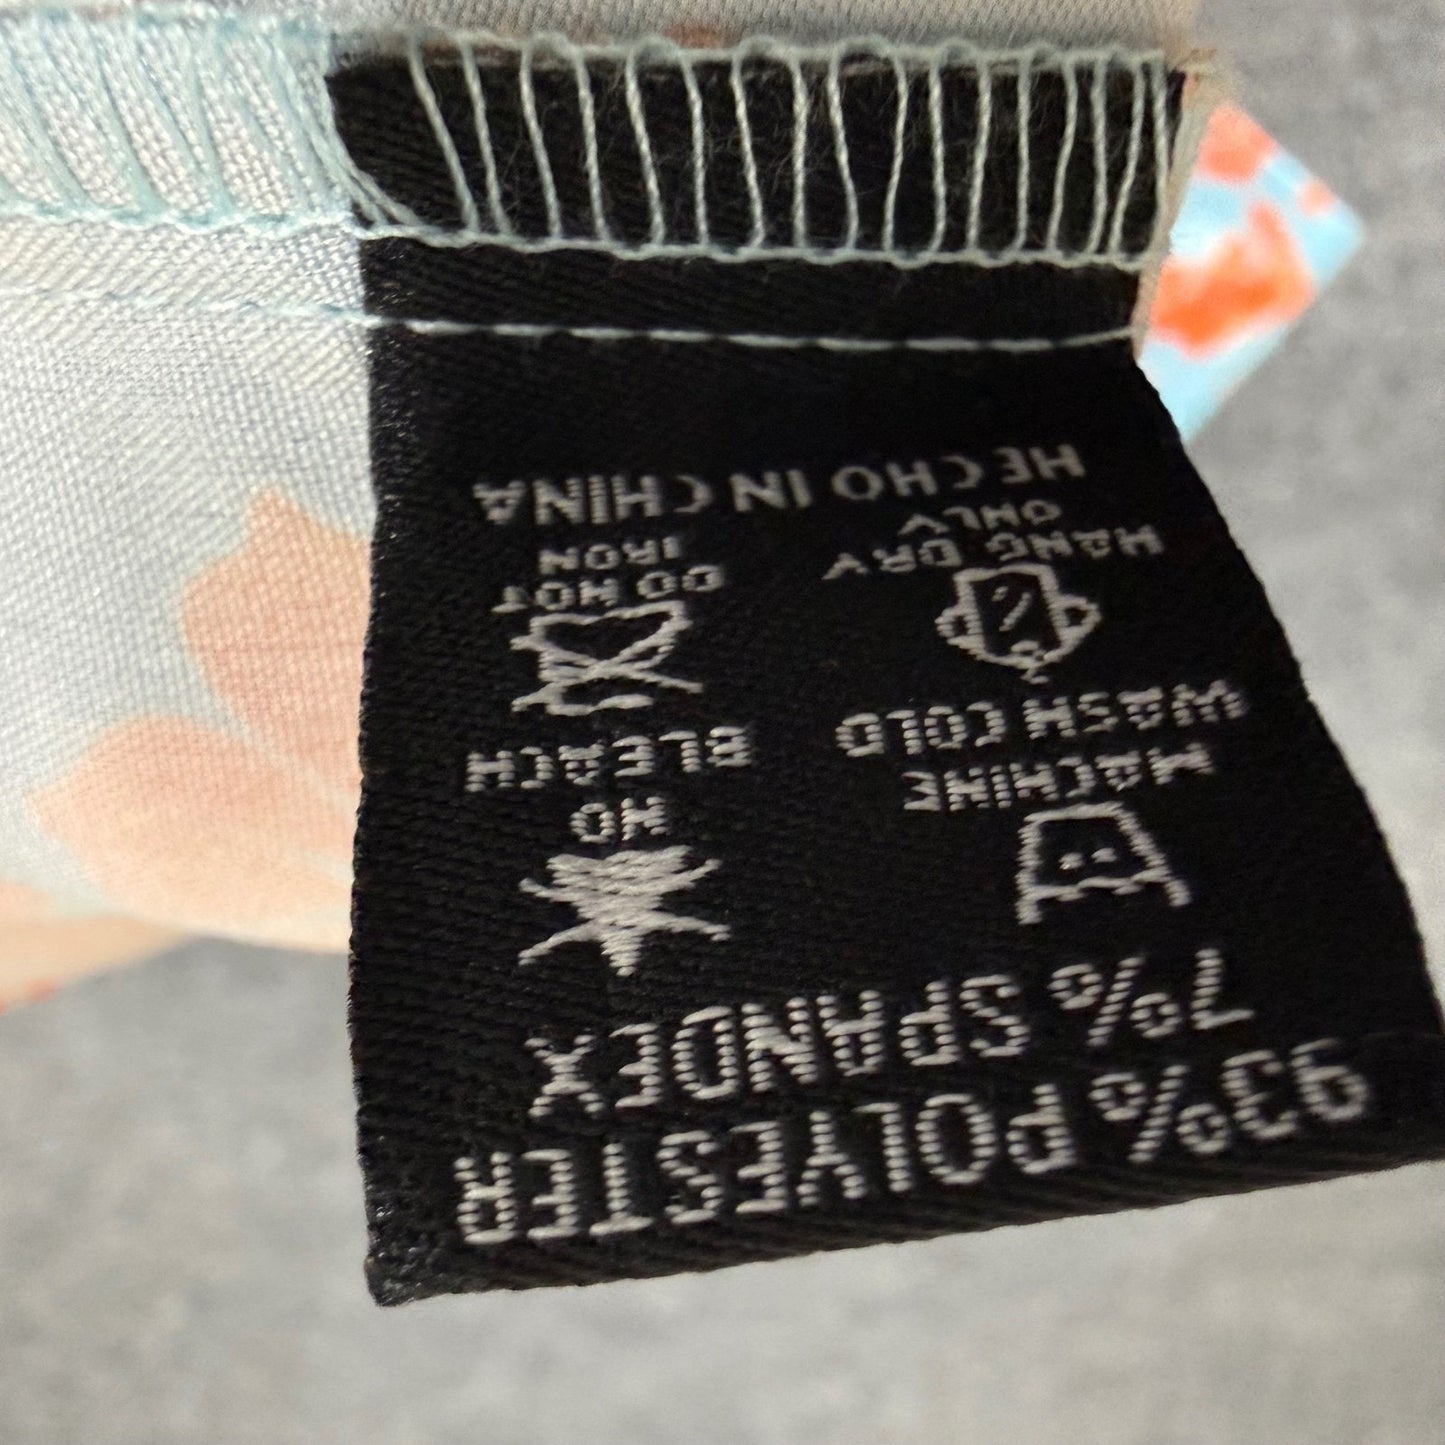 93% POLYESTER
7% SPANDEX
MACHINE
WASH COLD
NO
BLEACH
HANG DRY
ONLY
DO NOT
IRON
HECHO IN CHINA